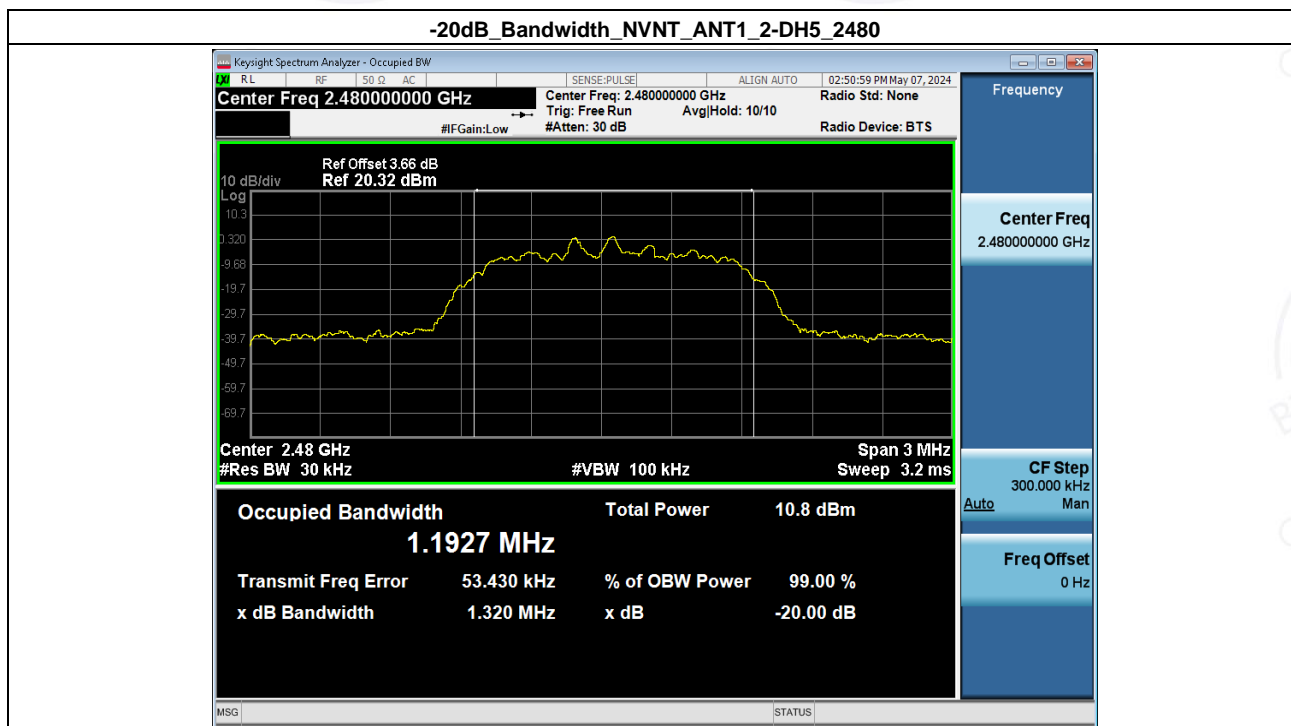 -20dB_Bandwidth_NVNT_ANT1_2-DH5_2480
Keysight Spectrum Analyzer - Occupied BW
LXI RL RF 50 Ω AC SENSE:PULSE ALIGN AUTO 02:50:59 PM May 07, 2024
Center Freq 2.480000000 GHz
Center Freq: 2.480000000 GHz Radio Std: None
Trig: Free Run Avg|Hold: 10/10
#IFGain:Low #Atten: 30 dB Radio Device: BTS
Ref Offset 3.66 dB
10 dB/div Ref 20.32 dBm
Log
10.3
0.320
-9.68
-19.7
-29.7
-39.7
-49.7
-59.7
-69.7
Center 2.48 GHz Span 3 MHz
#Res BW 30 kHz #VBW 100 kHz Sweep 3.2 ms
Occupied Bandwidth Total Power 10.8 dBm
1.1927 MHz
Transmit Freq Error 53.430 kHz % of OBW Power 99.00 %
x dB Bandwidth 1.320 MHz x dB -20.00 dB
MSG STATUS
Frequency
Center Freq
2.480000000 GHz
CF Step
300.000 kHz
Auto Man
Freq Offset
0 Hz